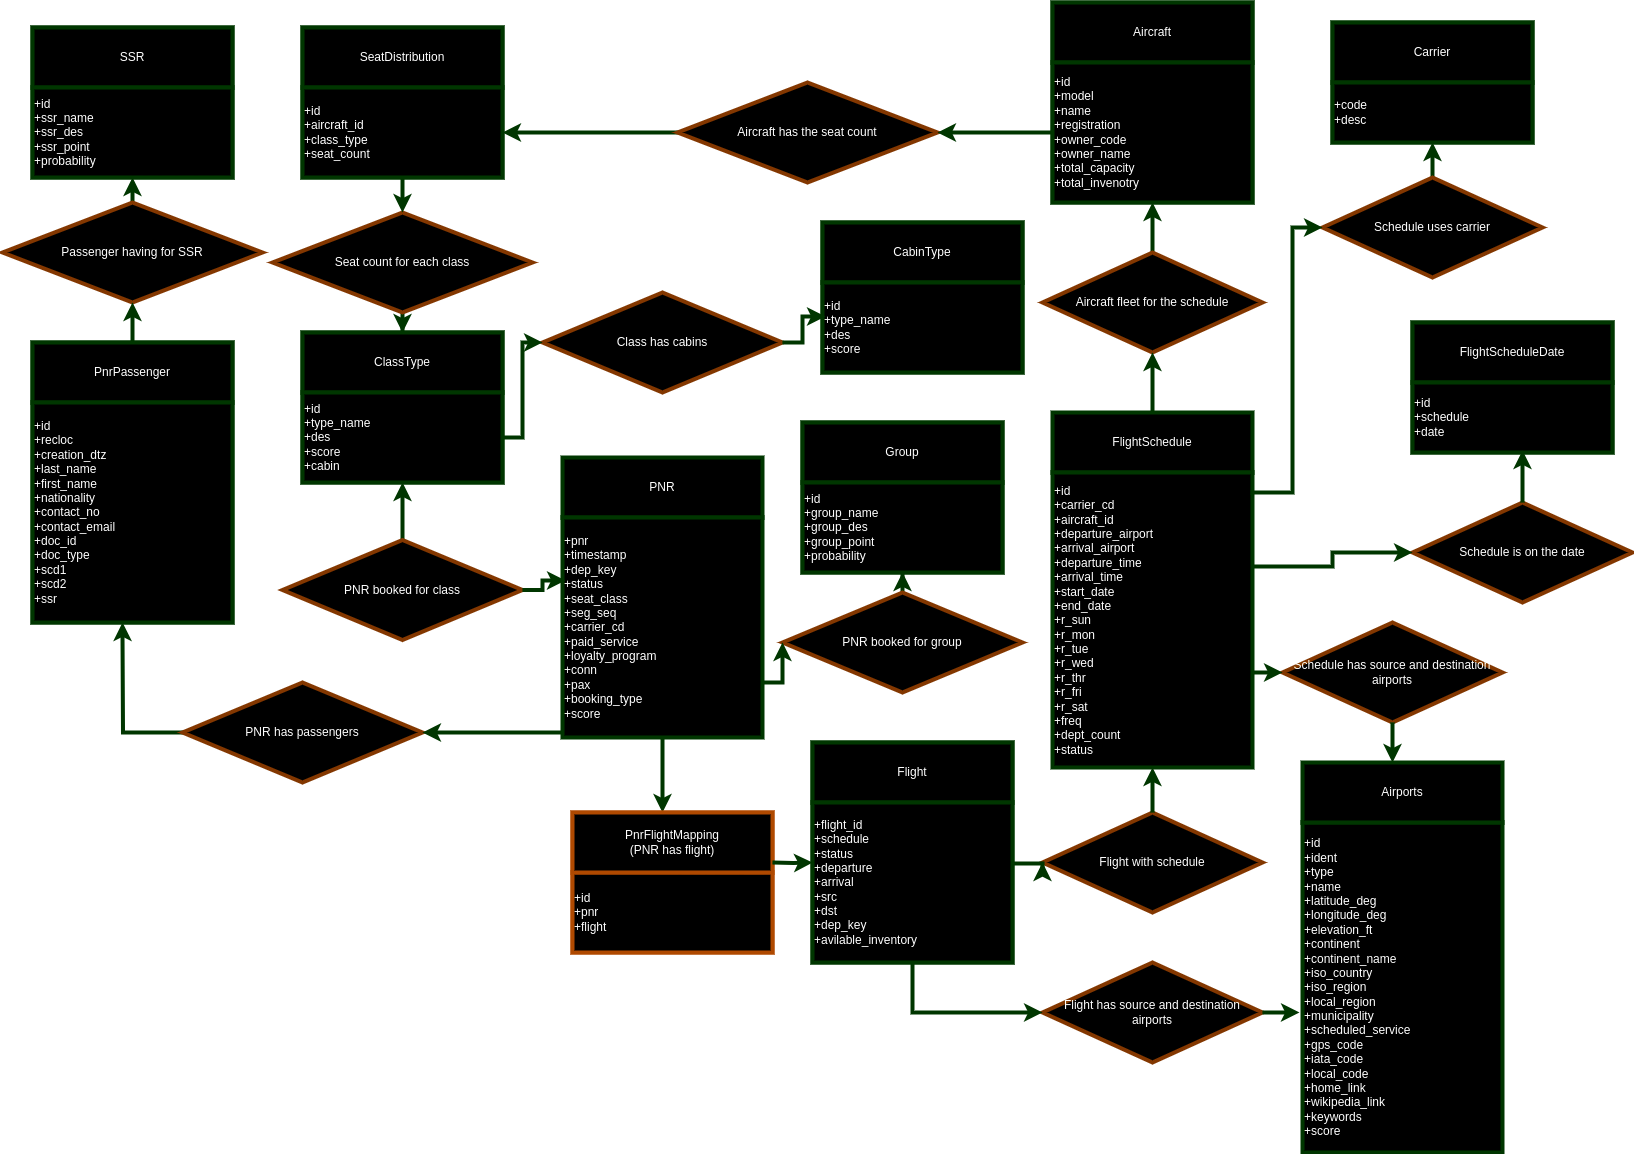 SSR
+id
+ssr_name
+ssr_des
+ssr_point
+probability
SeatDistribution
+id
+aircraft_id
+class_type
+seat_count
Aircraft has the seat count
Aircraft
+id
+model
+name
+registration
+owner_code
+owner_name
+total_capacity
+total_invenotry
Carrier
+code
+desc
Passenger having for SSR
Seat count for each class
CabinType
+id
+type_name
+des
+score
Aircraft fleet for the schedule
Schedule uses carrier
PnrPassenger
+id
+recloc
+creation_dtz
+last_name
+first_name
+nationality
+contact_no
+contact_email
+doc_id
+doc_type
+scd1
+scd2
+ssr
ClassType
+id
+type_name
+des
+score
+cabin
Class has cabins
FlightScheduleDate
+id
+schedule
+date
PNR
+pnr
+timestamp
+dep_key
+status
+seat_class
+seg_seq
+carrier_cd
+paid_service
+loyalty_program
+conn
+pax
+booking_type
+score
Group
+id
+group_name
+group_des
+group_point
+probability
FlightSchedule
+id
+carrier_cd
+aircraft_id
+departure_airport
+arrival_airport
+departure_time
+arrival_time
+start_date
+end_date
+r_sun
+r_mon
+r_tue
+r_wed
+r_thr
+r_fri
+r_sat
+freq
+dept_count
+status
Schedule is on the date
PNR booked for class
PNR booked for group
Schedule has source and destination
airports
PNR has passengers
PnrFlightMapping
(PNR has flight)
+id
+pnr
+flight
Flight
+flight_id
+schedule
+status
+departure
+arrival
+src
+dst
+dep_key
+avilable_inventory
Flight with schedule
Flight has source and destination
airports
Airports
+id
+ident
+type
+name
+latitude_deg
+longitude_deg
+elevation_ft
+continent
+continent_name
+iso_country
+iso_region
+local_region
+municipality
+scheduled_service
+gps_code
+iata_code
+local_code
+home_link
+wikipedia_link
+keywords
+score